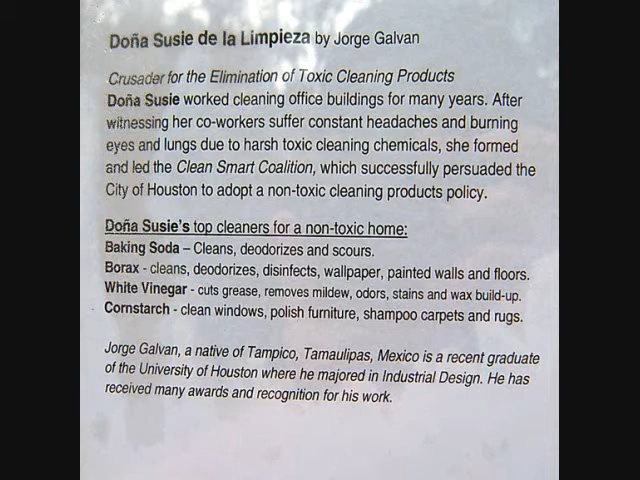 Doña Susie de la Limpieza by Jorge Galvan
Crusader for the Elimination of Toxic Cleaning Products
Doña Susie worked cleaning office buildings for many years. After
witnessing her co-workers suffer constant headaches and burning
eyes and lungs due to harsh toxic cleaning chemicals, she formed
and led the Clean Smart Coalition, which successfully persuaded the
City of Houston to adopt a non-toxic cleaning products policy.
Doña Susie's top cleaners for a non-toxic home:
Baking Soda – Cleans, deodorizes and scours.
Borax - cleans, deodorizes, disinfects, wallpaper, painted walls and floors.
White Vinegar - cuts grease, removes mildew, odors, stains and wax build-up.
Cornstarch - clean windows, polish furniture, shampoo carpets and rugs.
Jorge Galvan, a native of Tampico, Tamaulipas, Mexico is a recent graduate
of the University of Houston where he majored in Industrial Design. He has
received many awards and recognition for his work.